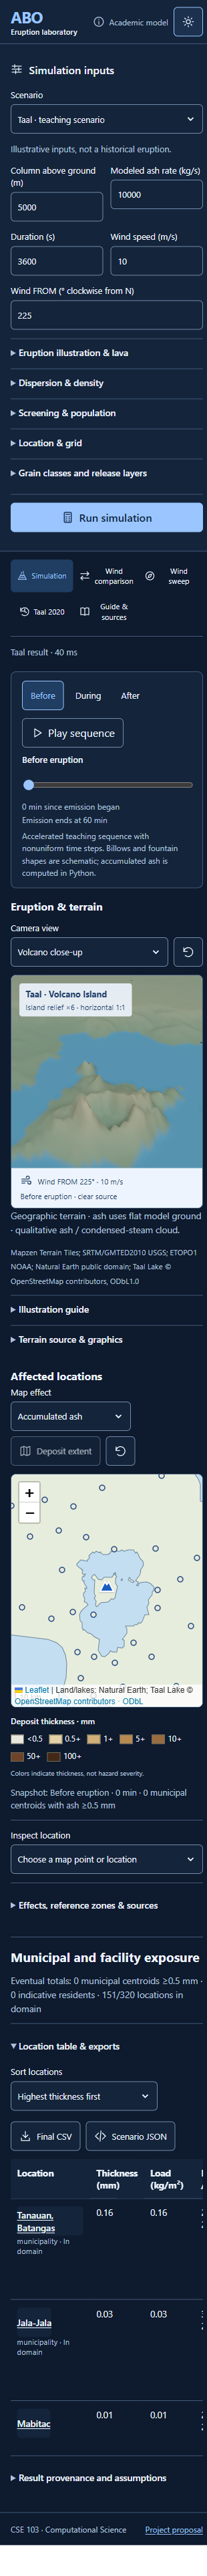 ABO
Eruption laboratory
Academic model
Simulation inputs
Scenario
Taal · teaching scenario
Illustrative inputs, not a historical eruption.
Column above ground (m)
Modeled ash rate (kg/s)
5000
10000
Duration (s)
Wind speed (m/s)
3600
10
Wind FROM (° clockwise from N)
225
Eruption illustration & lava
Dispersion & density
Screening & population
Location & grid
Grain classes and release layers
Run simulation
Simulation
Wind comparison
Wind sweep
Taal 2020
Guide & sources
Taal result · 40 ms
Before
During
After
Play sequence
Before eruption
0 min since emission began
Emission ends at 60 min
Accelerated teaching sequence with
nonuniform time steps. Billows and fountain
shapes are schematic; accumulated ash is
computed in Python.
Eruption & terrain
Camera view
Volcano close-up
Taal · Volcano Island
Island relief ×6 · horizontal 1:1
Wind FROM 225° · 10 m/s
Before eruption · clear source
Geographic terrain · ash uses flat model ground
· qualitative ash / condensed-steam cloud.
Mapzen Terrain Tiles; SRTM/GMTED2010 USGS; ETOPO1
NOAA; Natural Earth public domain; Taal Lake ©
OpenStreetMap contributors, ODbL1.0
Illustration guide
Terrain source & graphics
Affected locations
Map effect
Accumulated ash
Deposit extent
+
−
Leaflet | Land/lakes: Natural Earth; Taal Lake ©
OpenStreetMap contributors · ODbL
Deposit thickness · mm
<0.5
0.5+
1+
5+
10+
50+
100+
Colors indicate thickness, not hazard severity.
Snapshot: Before eruption · 0 min · 0 municipal
centroids with ash ≥0.5 mm
Inspect location
Choose a map point or location
Effects, reference zones & sources
Municipal and facility exposure
Eventual totals: 0 municipal centroids ≥0.5 mm ·
0 indicative residents · 151/320 locations in
domain
Location table & exports
Sort locations
Highest thickness first
Final CSV
Scenario JSON
Location
Thickness (mm)
Load (kg/m²)
Tanauan, Batangas
municipality · In domain
0.16
0.16
Jala-Jala
municipality · In domain
0.03
0.03
Mabitac
0.01
0.01
Result provenance and assumptions
CSE 103 · Computational Science
Project proposal